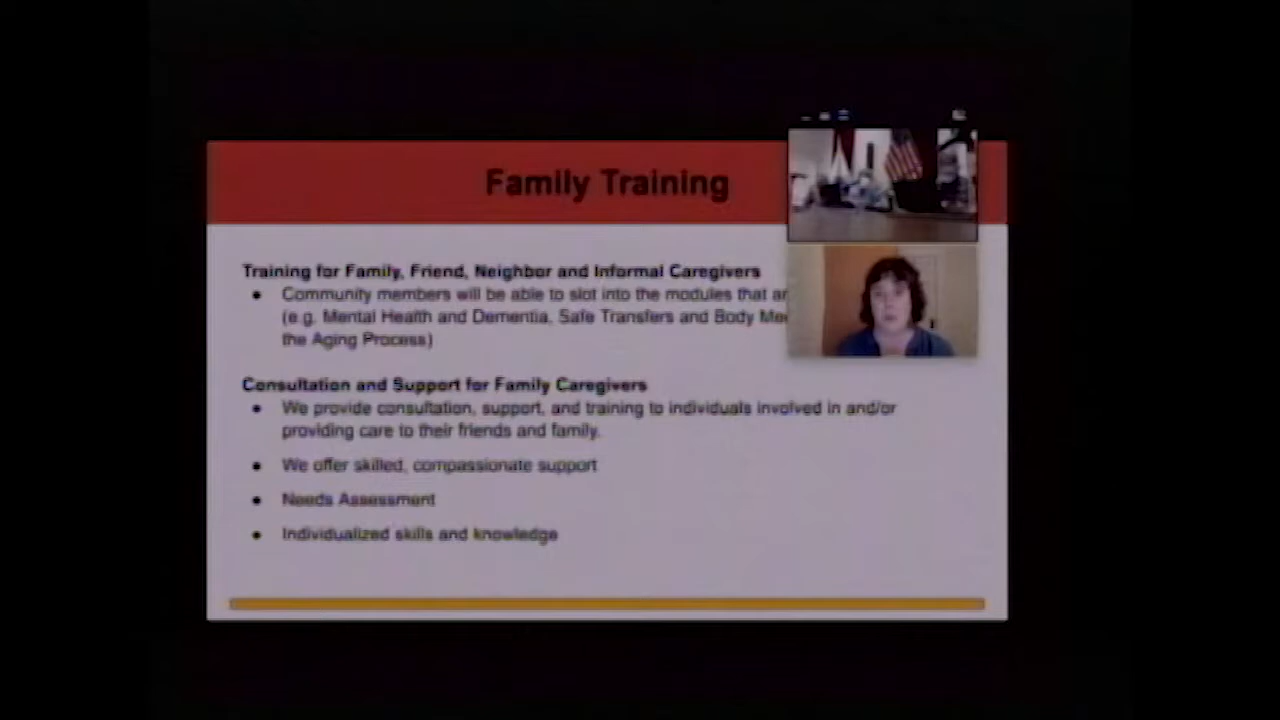 Family Training
Training for Family, Friend, Neighbor and Informal Caregivers
• Community members will be able to slot into the modules that
(e.g. Mental Health and Dementia, Safe Transfers and Body
the Aging Process)
Consultation and Support for Family Caregivers
• We provide consultation, support, and training to individuals involved in and/or
providing care to their friends and family.
• We offer skilled, compassionate support
• Needs Assessment
• Individualized skills and knowledge